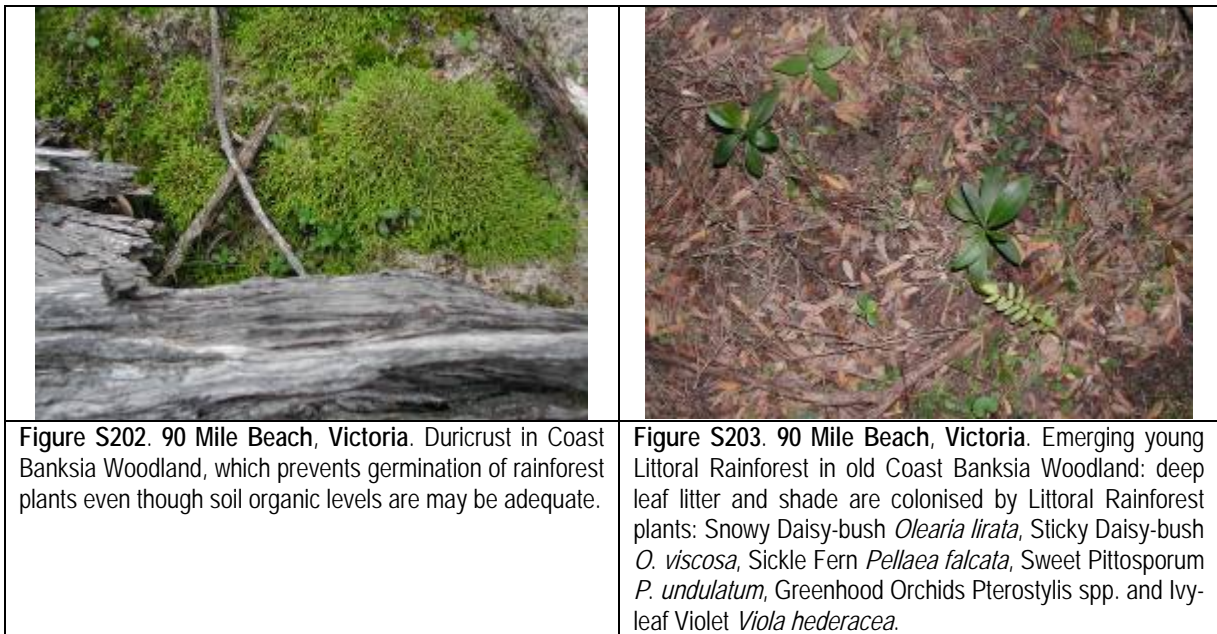 Figure S202. 90 Mile Beach, Victoria. Duricrust in Coast
Banksia Woodland, which prevents germination of rainforest
plants even though soil organic levels are may be adequate.
Figure S203. 90 Mile Beach, Victoria. Emerging young
Littoral Rainforest in old Coast Banksia Woodland: deep
leaf litter and shade are colonised by Littoral Rainforest
plants: Snowy Daisy-bush Olearia lirata, Sticky Daisy-bush
O. viscosa, Sickle Fern Pellaea falcata, Sweet Pittosporum
P. undulatum, Greenhood Orchids Pterostylis spp. and Ivy-
leaf Violet Viola hederacea.